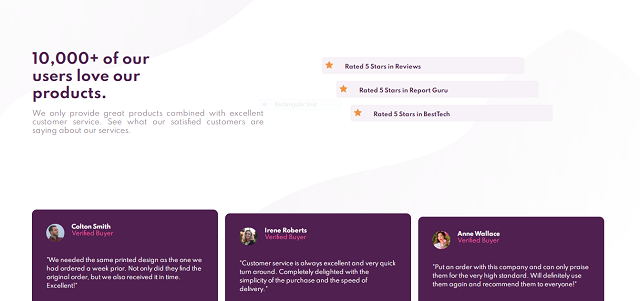 10,000+ of our
users love our
products.
We only provide great products combined with excellent
customer service. See what our satisfied customers are
saying about our services.
Rated 5 Stars in Reviews
Rated 5 Stars in Report Guru
Rated 5 Stars in BestTech
Colton Smith
Verified Buyer
"We needed the same printed design as the one we
had ordered a week prior. Not only did they find the
original order, but we also received it in time.
Excellent!"
Irene Roberts
Verified Buyer
"Customer service is always excellent and very quick
turn around. Completely delighted with the
simplicity of the purchase and the speed of
delivery."
Anne Wallace
Verified Buyer
"Put an order with this company and can only praise
them for the very high standard. Will definitely use
them again and recommend them to everyone!"